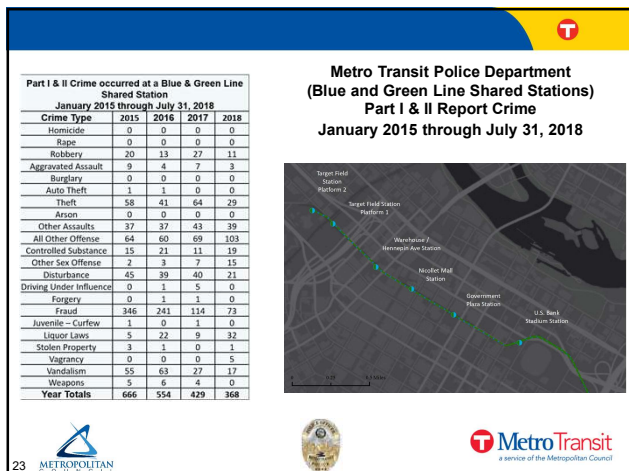 Part I & II Crime occurred at a Blue & Green Line
Shared Station
January 2015 through July 31, 2018
Crime Type 2015 2016 2017 2018
Homicide 0 0 0 0
Rape 0 0 0 0
Robbery 20 13 27 11
Aggravated Assault 9 4 7 3
Burglary 0 0 0 0
Auto Theft 1 1 0 0
Theft 58 41 64 29
Arson 0 0 0 0
Other Assaults 37 37 43 39
All Other Offense 64 60 69 103
Controlled Substance 15 21 11 19
Other Sex Offense 2 3 7 15
Disturbance 45 39 40 21
Driving Under Influence 0 1 5 0
Forgery 0 1 1 0
Fraud 346 241 114 73
Juvenile – Curfew 1 0 1 0
Liquor Laws 5 22 9 32
Stolen Property 3 1 0 1
Vagrancy 0 0 0 5
Vandalism 55 63 27 17
Weapons 5 6 4 0
Year Totals 666 554 429 368
Metro Transit Police Department
(Blue and Green Line Shared Stations)
Part I & II Report Crime
January 2015 through July 31, 2018
Target Field
Station
Platform 2
Target Field Station
Platform 1
Warehouse /
Hennepin Ave Station
Nicollet Mall
Station
Government
Plaza Station
U.S. Bank
Stadium Station
23
METROPOLITAN
T MetroTransit
a service of the Metropolitan Council